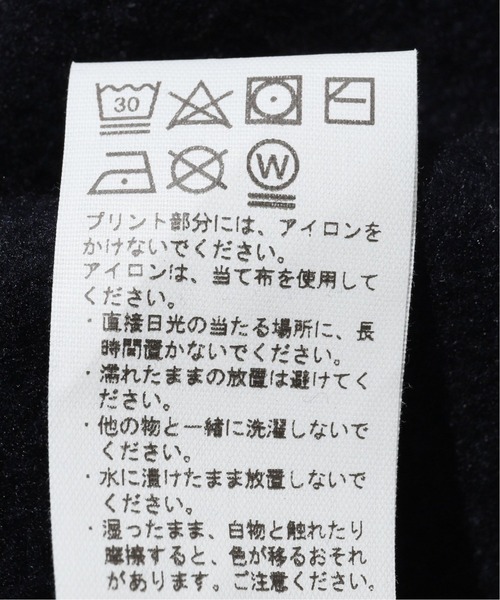 30
W
プリント部分には、アイロンを
かけないでください。
アイロンは、当て布を使用して
ください。
・直接日光の当たる場所に、長
時間置かないでください。
・濡れたままの放置は避けてく
ださい。
・他の物と一緒に洗濯しないで
ください。
・水に漬けたまま放置しないで
ください。
・湿ったまま、白物と触れたり
摩擦すると、色が移るおそれ
があります。ご注意ください。